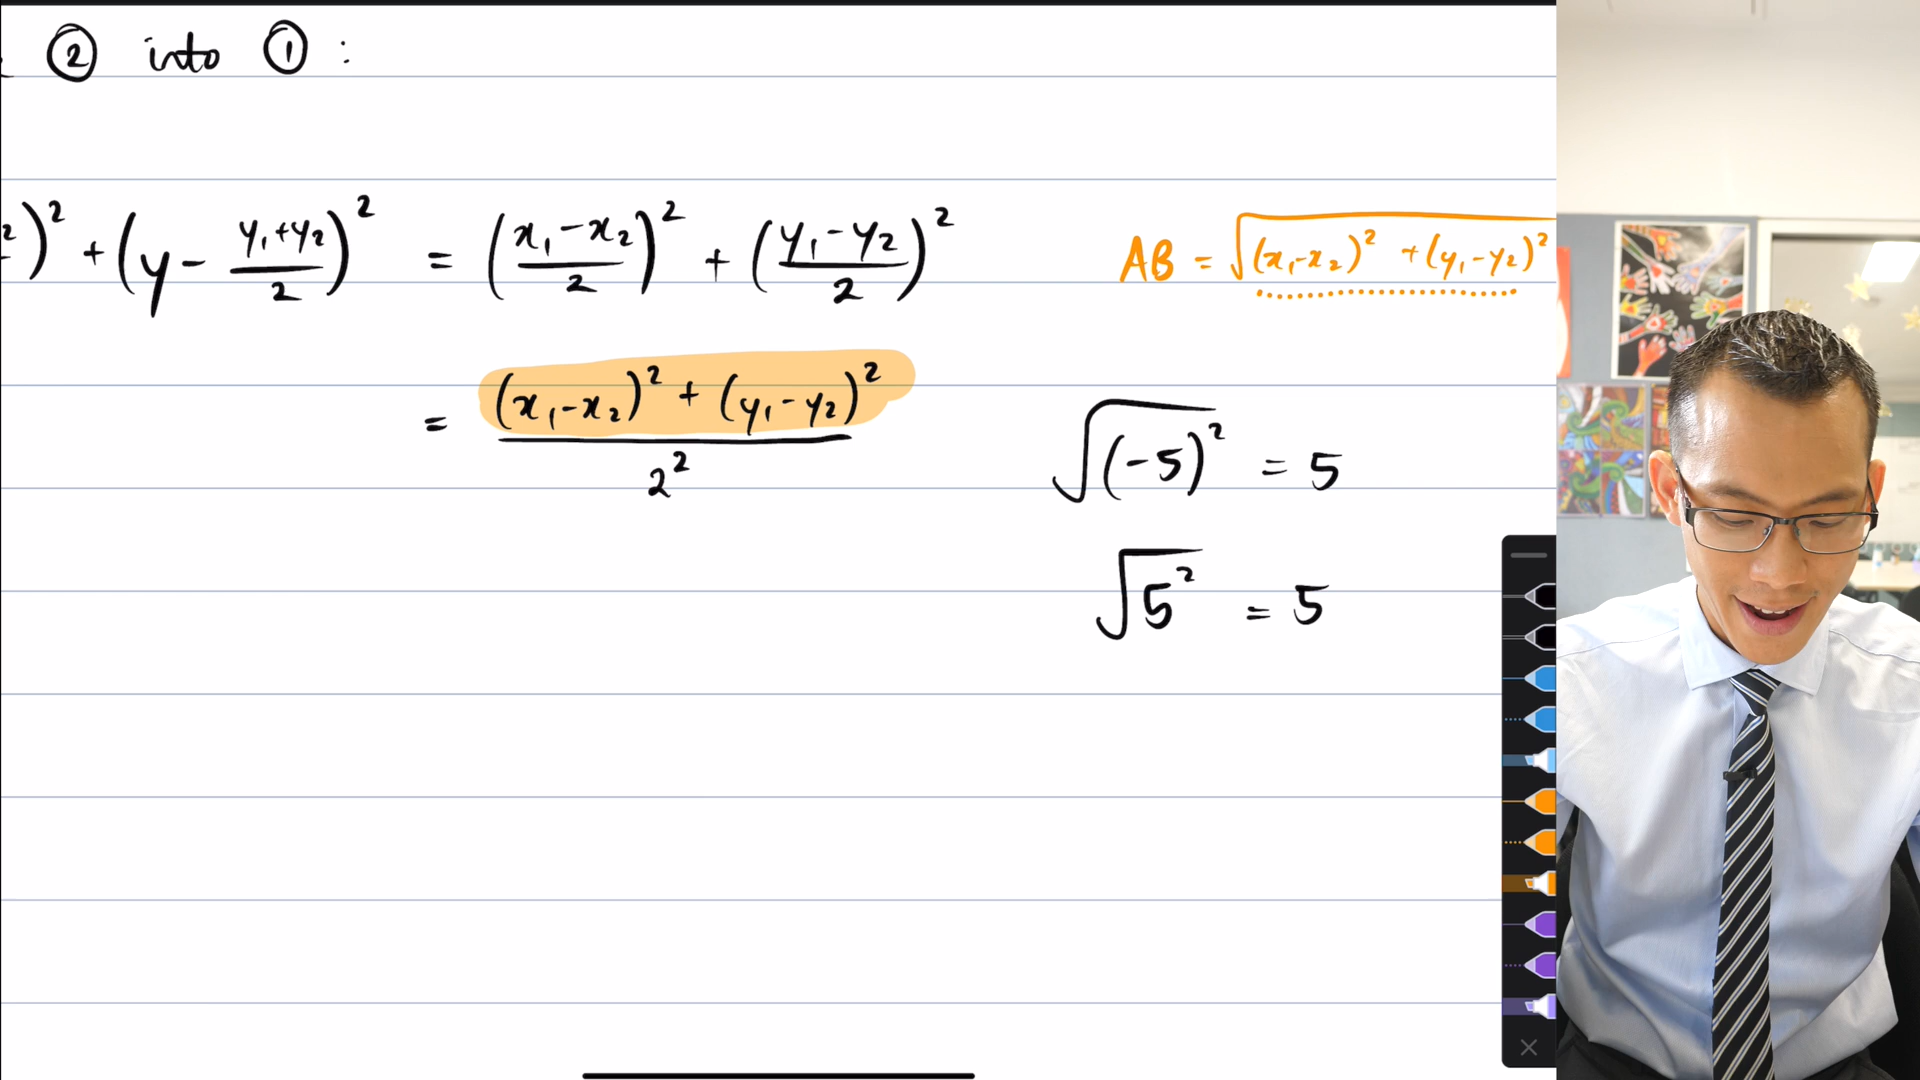 ② into ① :
2)² + (y - (y₁+y₂)/2)² = ((x₁-x₂)/2)² + ((y₁-y₂)/2)²
AB = √((x₁-x₂)² + (y₁-y₂)²)
= ((x₁-x₂)² + (y₁-y₂)²)/2²
√(-5)² = 5
√5² = 5